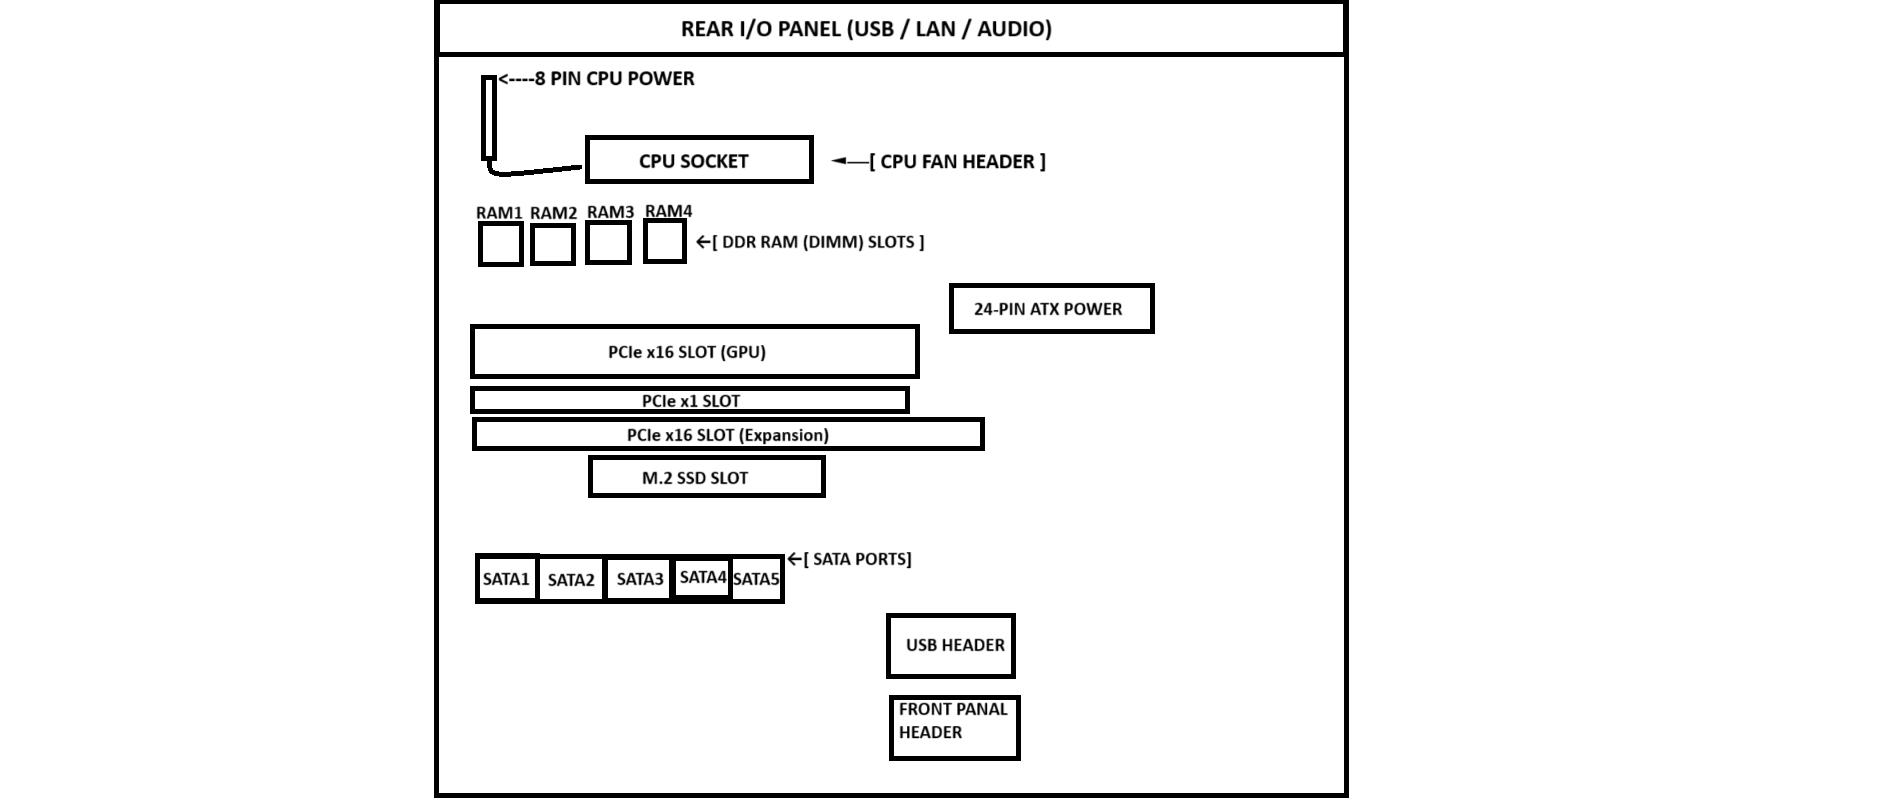 REAR I/O PANEL (USB / LAN / AUDIO)
<----8 PIN CPU POWER
CPU SOCKET
[ CPU FAN HEADER ]
RAM1 RAM2 RAM3 RAM4
[ DDR RAM (DIMM) SLOTS ]
24-PIN ATX POWER
PCIe x16 SLOT (GPU)
PCIe x1 SLOT
PCIe x16 SLOT (Expansion)
M.2 SSD SLOT
[ SATA PORTS]
SATA1 SATA2 SATA3 SATA4 SATA5
USB HEADER
FRONT PANAL
HEADER